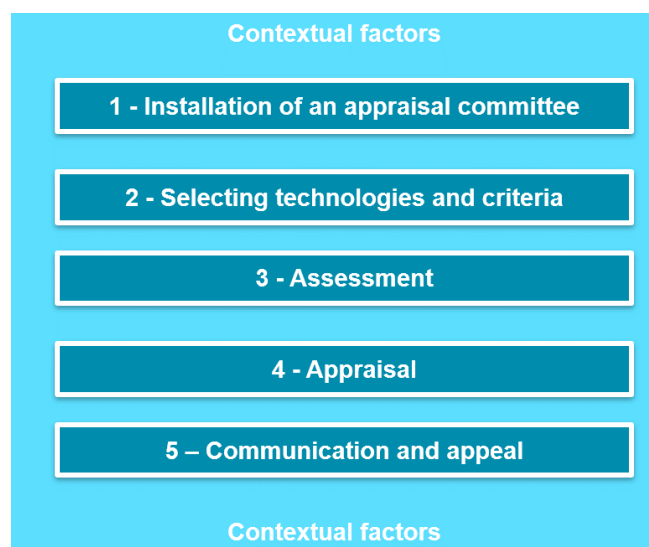 Contextual factors
1 - Installation of an appraisal committee
2 - Selecting technologies and criteria
3 - Assessment
4 - Appraisal
5 – Communication and appeal
Contextual factors